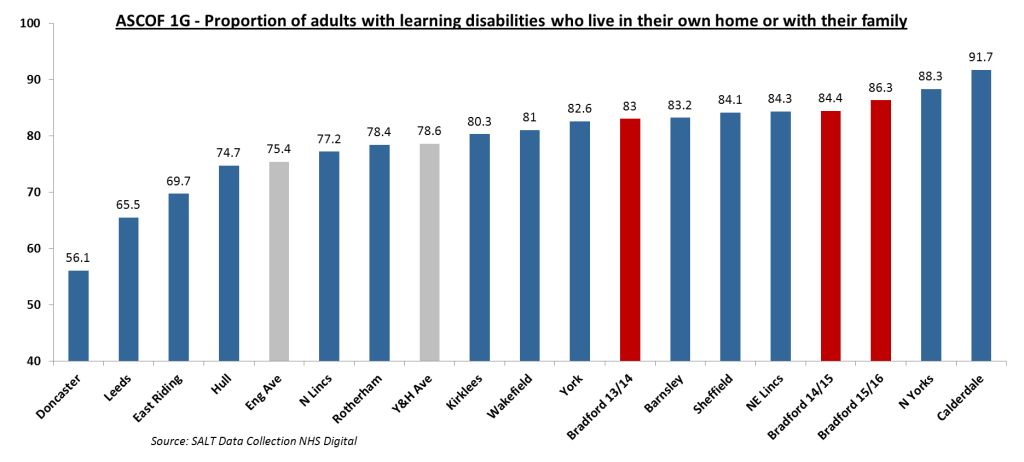 ASCOF 1G - Proportion of adults with learning disabilities who live in their own home or with their family
100
90
80
70
60
50
40
56.1
65.5
69.7
74.7
75.4
77.2
78.4
78.6
80.3
81
82.6
83
83.2
84.1
84.3
84.4
86.3
88.3
91.7
Doncaster
Leeds
East Riding
Hull
Eng Ave
N Lincs
Rotherham
Y&H Ave
Kirklees
Wakefield
York
Bradford 13/14
Barnsley
Sheffield
NE Lincs
Bradford 14/15
Bradford 15/16
N Yorks
Calderdale
Source: SALT Data Collection NHS Digital